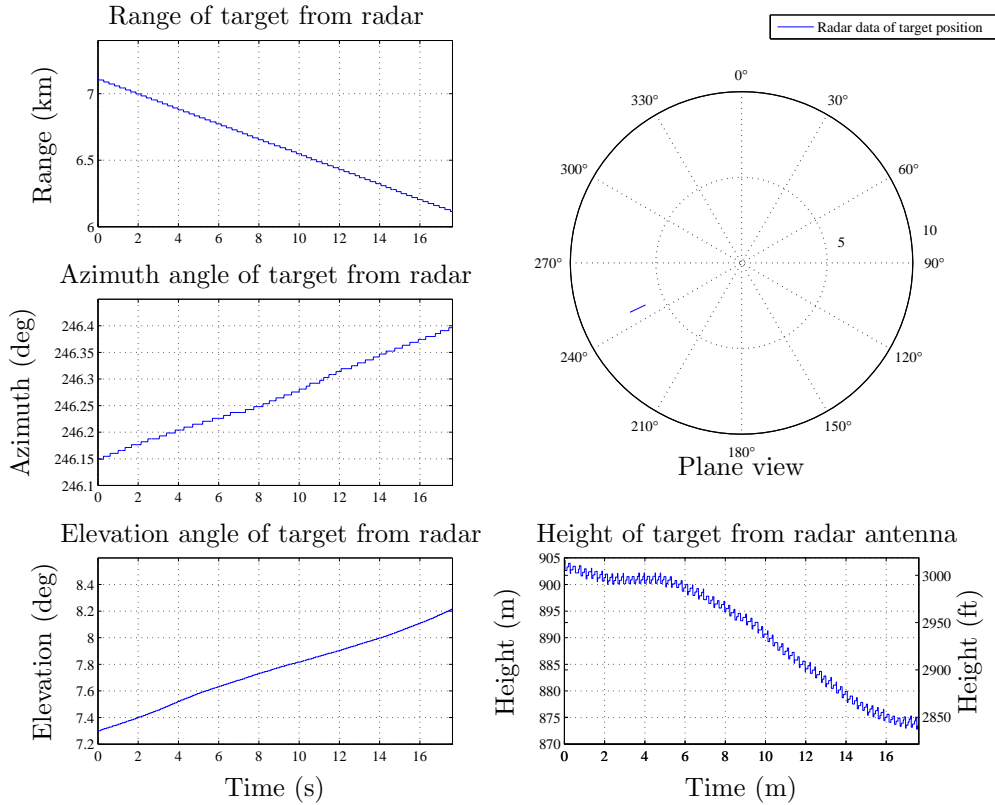 Range of target from radar
Range (km)
7
6.5
6
0 2 4 6 8 10 12 14 16
Azimuth angle of target from radar
Azimuth (deg)
246.4
246.35
246.3
246.25
246.2
246.15
246.1
0 2 4 6 8 10 12 14 16
Elevation angle of target from radar
Elevation (deg)
8.4
8.2
8
7.8
7.6
7.4
7.2
0 2 4 6 8 10 12 14 16
Time (s)
Radar data of target position
0°
330° 30°
300° 60°
10
5
270° 90°
240° 120°
210° 150°
180°
Plane view
Height of target from radar antenna
Height (m)
905
900
895
890
885
880
875
870
0 2 4 6 8 10 12 14 16
3000
2950
2900
2850
Height (ft)
Time (m)